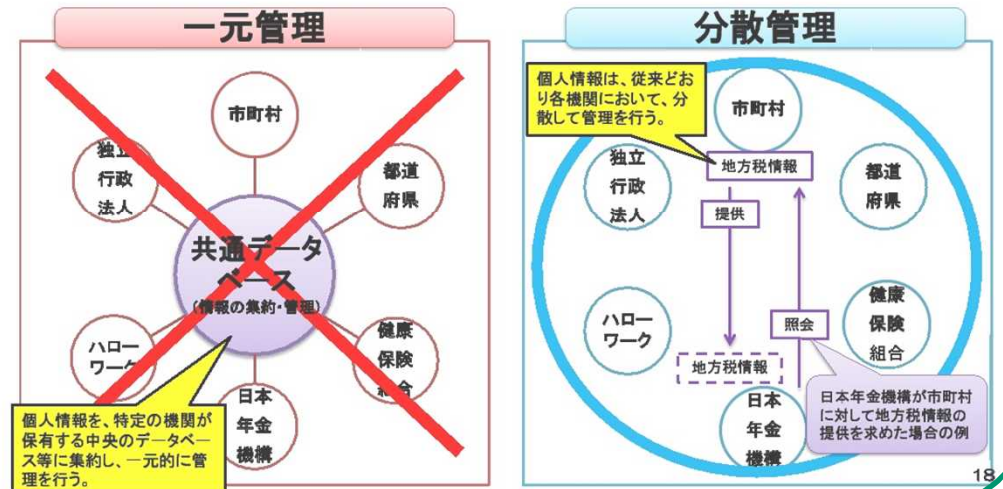 一元管理
市町村
独立
行政
法人
都道
府県
共通データ
ベース
(情報の集約・管理)
ハロー
ワーク
健康
保険
組合
日本
年金
機構
個人情報を、特定の機関が
保有する中央のデータベー
ス等に集約し、一元的に管
理を行う。
分散管理
個人情報は、従来どお
り各機関において、分
散して管理を行う。
市町村
地方税情報
独立
行政
法人
都道
府県
提供
照会
ハロー
ワーク
健康
保険
組合
地方税情報
日本
年金
機構
日本年金機構が市町村
に対して地方税情報の
提供を求めた場合の例
18